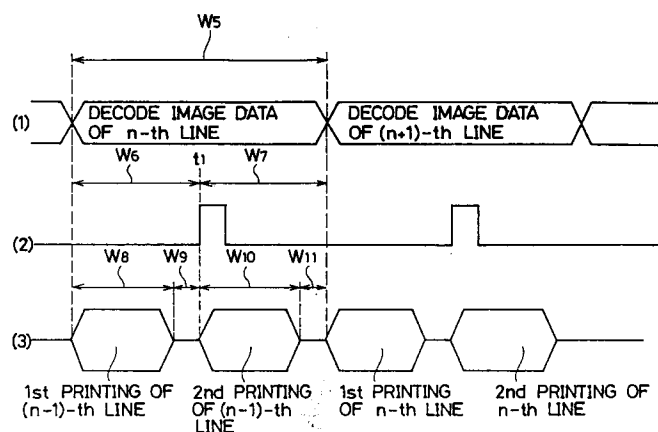 W5
(1)
DECODE IMAGE DATA
OF n-th LINE
DECODE IMAGE DATA
OF (n+1)-th LINE
W6
t1
W7
(2)
W8
W9
W10
W11
(3)
1st PRINTING OF
(n-1)-th LINE
2nd PRINTING
OF (n-1)-th
LINE
1st PRINTING
OF n-th LINE
2nd PRINTING OF
n-th LINE